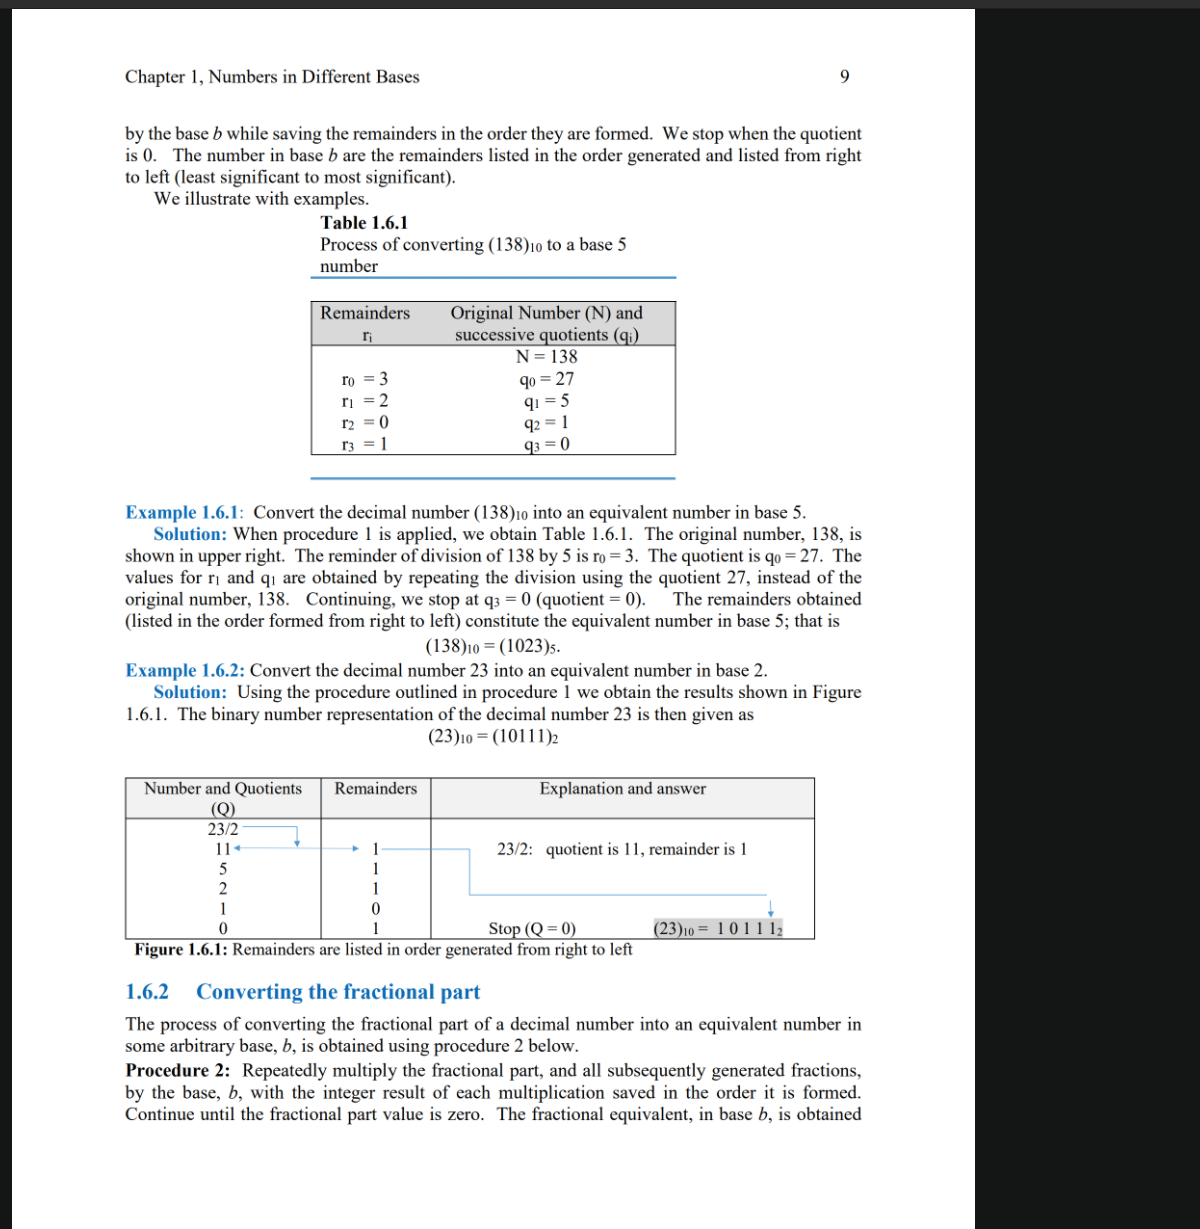 Chapter 1, Numbers in Different Bases 9
by the base b while saving the remainders in the order they are formed. We stop when the quotient
is 0. The number in base b are the remainders listed in the order generated and listed from right
to left (least significant to most significant).
We illustrate with examples.
Table 1.6.1
Process of converting (138)10 to a base 5
number
Remainders Original Number (N) and
ri successive quotients (qi)
N = 138
r0 = 3 q0 = 27
r1 = 2 q1 = 5
r2 = 0 q2 = 1
r3 = 1 q3 = 0
Example 1.6.1: Convert the decimal number (138)10 into an equivalent number in base 5.
Solution: When procedure 1 is applied, we obtain Table 1.6.1. The original number, 138, is
shown in upper right. The reminder of division of 138 by 5 is r0 = 3. The quotient is q0 = 27. The
values for r1 and q1 are obtained by repeating the division using the quotient 27, instead of the
original number, 138. Continuing, we stop at q3 = 0 (quotient = 0). The remainders obtained
(listed in the order formed from right to left) constitute the equivalent number in base 5; that is
(138)10 = (1023)5.
Example 1.6.2: Convert the decimal number 23 into an equivalent number in base 2.
Solution: Using the procedure outlined in procedure 1 we obtain the results shown in Figure
1.6.1. The binary number representation of the decimal number 23 is then given as
(23)10 = (10111)2
Number and Quotients Remainders Explanation and answer
(Q)
23/2
11 1 23/2: quotient is 11, remainder is 1
5 1
2 1
1 0
0 1 Stop (Q = 0) (23)10 = 1 0 1 1 12
Figure 1.6.1: Remainders are listed in order generated from right to left
1.6.2 Converting the fractional part
The process of converting the fractional part of a decimal number into an equivalent number in
some arbitrary base, b, is obtained using procedure 2 below.
Procedure 2: Repeatedly multiply the fractional part, and all subsequently generated fractions,
by the base, b, with the integer result of each multiplication saved in the order it is formed.
Continue until the fractional part value is zero. The fractional equivalent, in base b, is obtained